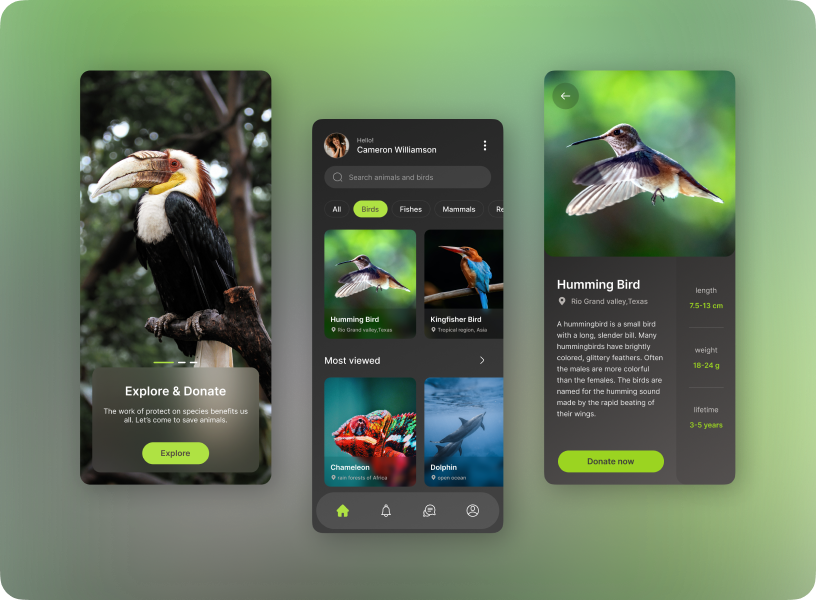 Explore & Donate
The work of protect on species benefits us
all. Let's come to save animals.
Explore
Hello!
Cameron Williamson
Search animals and birds
All
Birds
Fishes
Mammals
Re
Humming Bird
Rio Grand valley,Texas
Kingfisher Bird
Tropical region, Asia
Most viewed
Chameleon
rain forests of Africa
Dolphin
open ocean
Humming Bird
Rio Grand valley,Texas
A hummingbird is a small bird
with a long, slender bill. Many
hummingbirds have brightly
colored, glittery feathers. Often
the males are more colorful
than the females. The birds are
named for the humming sound
made by the rapid beating of
their wings.
Donate now
length
7.5-13 cm
weight
18-24 g
lifetime
3-5 years